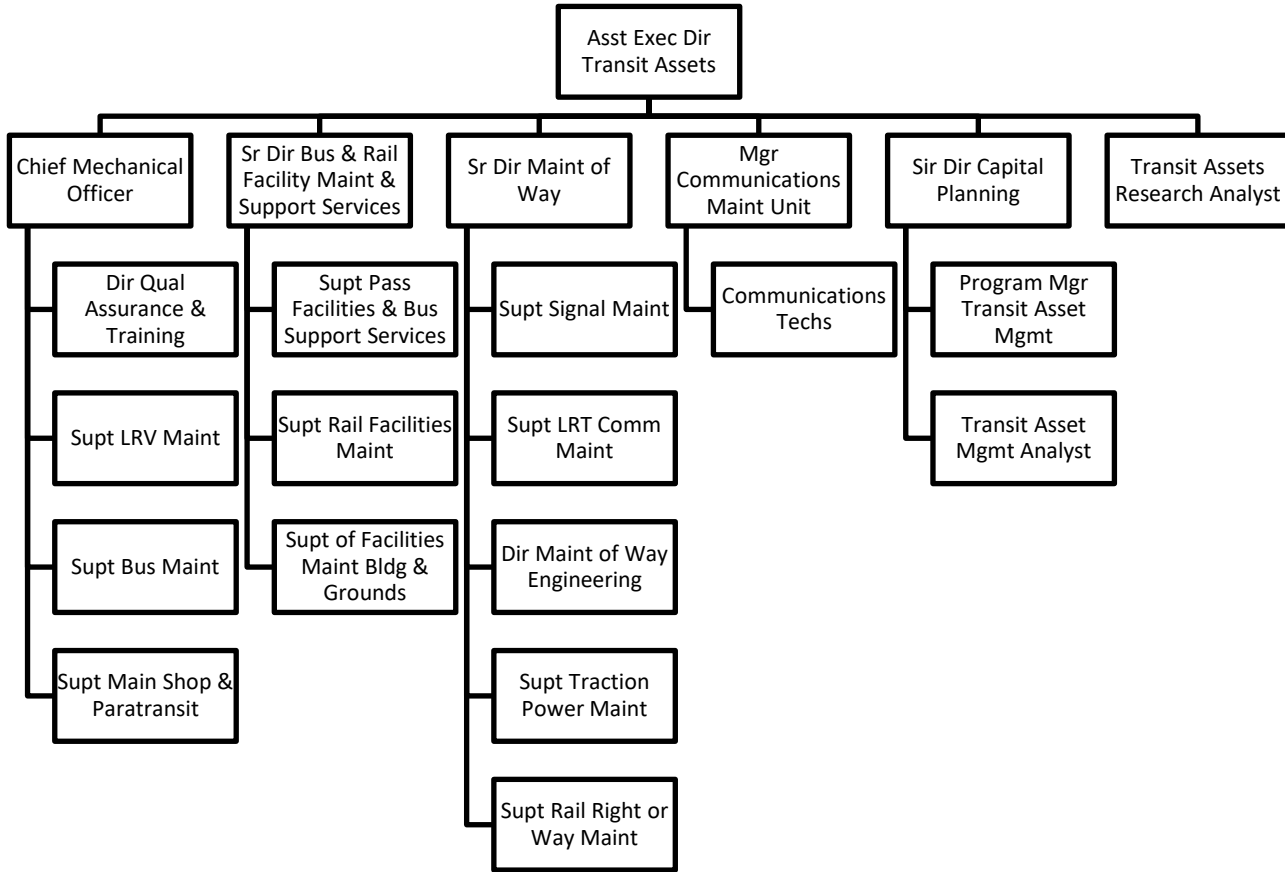 Asst Exec Dir
Transit Assets
Chief Mechanical
Officer
Sr Dir Bus & Rail
Facility Maint &
Support Services
Sr Dir Maint of
Way
Mgr
Communications
Maint Unit
Sir Dir Capital
Planning
Transit Assets
Research Analyst
Dir Qual
Assurance &
Training
Supt LRV Maint
Supt Bus Maint
Supt Main Shop &
Paratransit
Supt Pass
Facilities & Bus
Support Services
Supt Rail Facilities
Maint
Supt of Facilities
Maint Bldg &
Grounds
Supt Signal Maint
Supt LRT Comm
Maint
Dir Maint of Way
Engineering
Supt Traction
Power Maint
Supt Rail Right or
Way Maint
Communications
Techs
Program Mgr
Transit Asset
Mgmt
Transit Asset
Mgmt Analyst